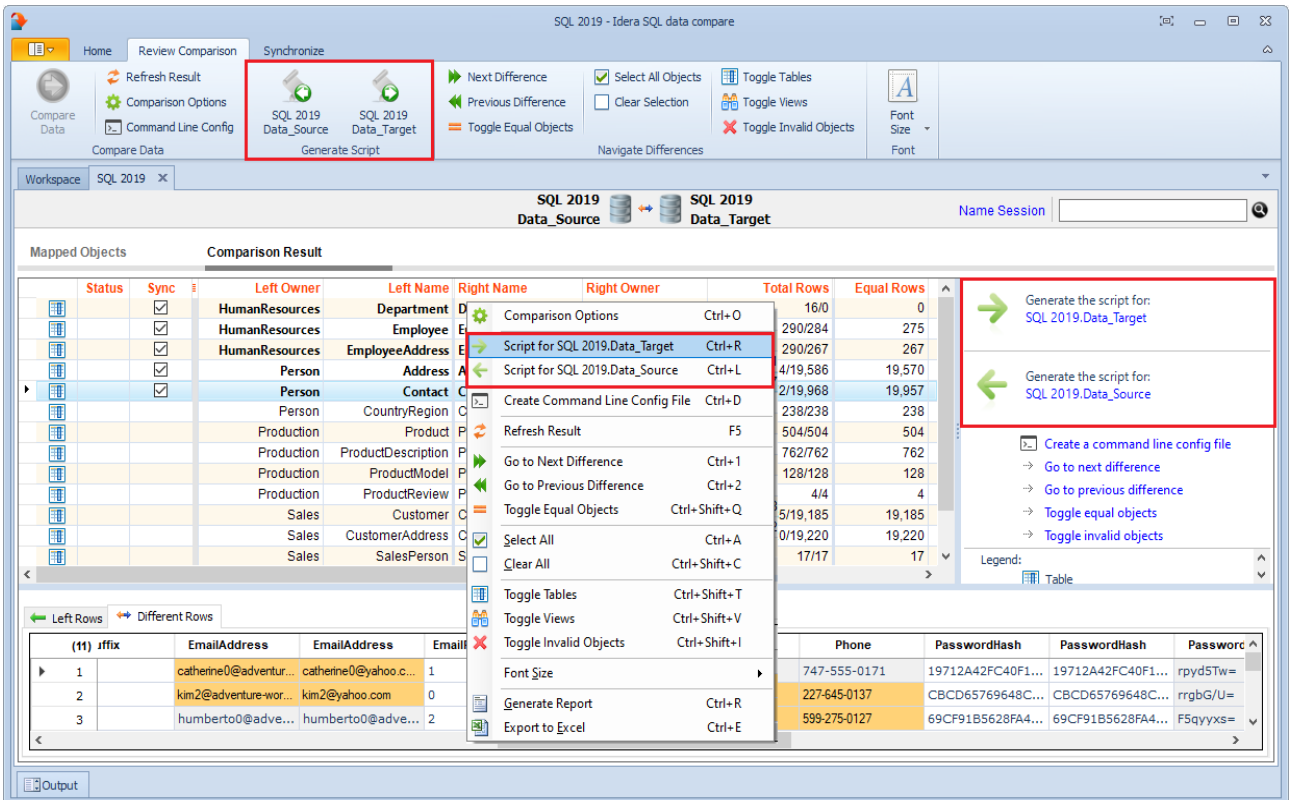 SQL 2019 - Idera SQL data compare
Home Review Comparison Synchronize
Compare Data
Refresh Result
Comparison Options
Command Line Config
Compare Data
SQL 2019 Data_Source
SQL 2019 Data_Target
Generate Script
Next Difference
Previous Difference
Toggle Equal Objects
Select All Objects
Clear Selection
Toggle Tables
Toggle Views
Toggle Invalid Objects
Navigate Differences
Font Size
Font
Workspace SQL 2019
SQL 2019 SQL 2019
Data_Source Data_Target
Name Session
Mapped Objects Comparison Result
Status Sync Left Owner Left Name Right Name Right Owner Total Rows Equal Rows
HumanResources Department D 16/0 0
HumanResources Employee E 290/284 275
HumanResources EmployeeAddress E 290/267 267
Person Address A 4/19,586 19,570
Person Contact C 2/19,968 19,957
Person CountryRegion C 238/238 238
Production Product P 504/504 504
Production ProductDescription P 762/762 762
Production ProductModel P 128/128 128
Production ProductReview P 4/4 4
Sales Customer C 5/19,185 19,185
Sales CustomerAddress C 0/19,220 19,220
Sales SalesPerson S 17/17 17
Comparison Options Ctrl+O
Script for SQL 2019.Data_Target Ctrl+R
Script for SQL 2019.Data_Source Ctrl+L
Create Command Line Config File Ctrl+D
Refresh Result F5
Go to Next Difference Ctrl+1
Go to Previous Difference Ctrl+2
Toggle Equal Objects Ctrl+Shift+Q
Select All Ctrl+A
Clear All Ctrl+Shift+C
Toggle Tables Ctrl+Shift+T
Toggle Views Ctrl+Shift+V
Toggle Invalid Objects Ctrl+Shift+I
Font Size
Generate Report Ctrl+R
Export to Excel Ctrl+E
Generate the script for:
SQL 2019.Data_Target
Generate the script for:
SQL 2019.Data_Source
Create a command line config file
Go to next difference
Go to previous difference
Toggle equal objects
Toggle invalid objects
Legend:
Table
Left Rows Different Rows
(11) uffix EmailAddress EmailAddress Email Phone PasswordHash PasswordHash Password
1 catherine0@adventur... catherine0@yahoo.c... 1 747-555-0171 19712A42FC40F1... 19712A42FC40F1... rpyd5Tw=
2 kim2@adventure-wor... kim2@yahoo.com 0 227-645-0137 CBCD65769648C... CBCD65769648C... rrgbG/U=
3 humberto0@adve... humberto0@adve... 2 599-275-0127 69CF91B5628FA4... 69CF91B5628FA4... F5qyyxs=
Output